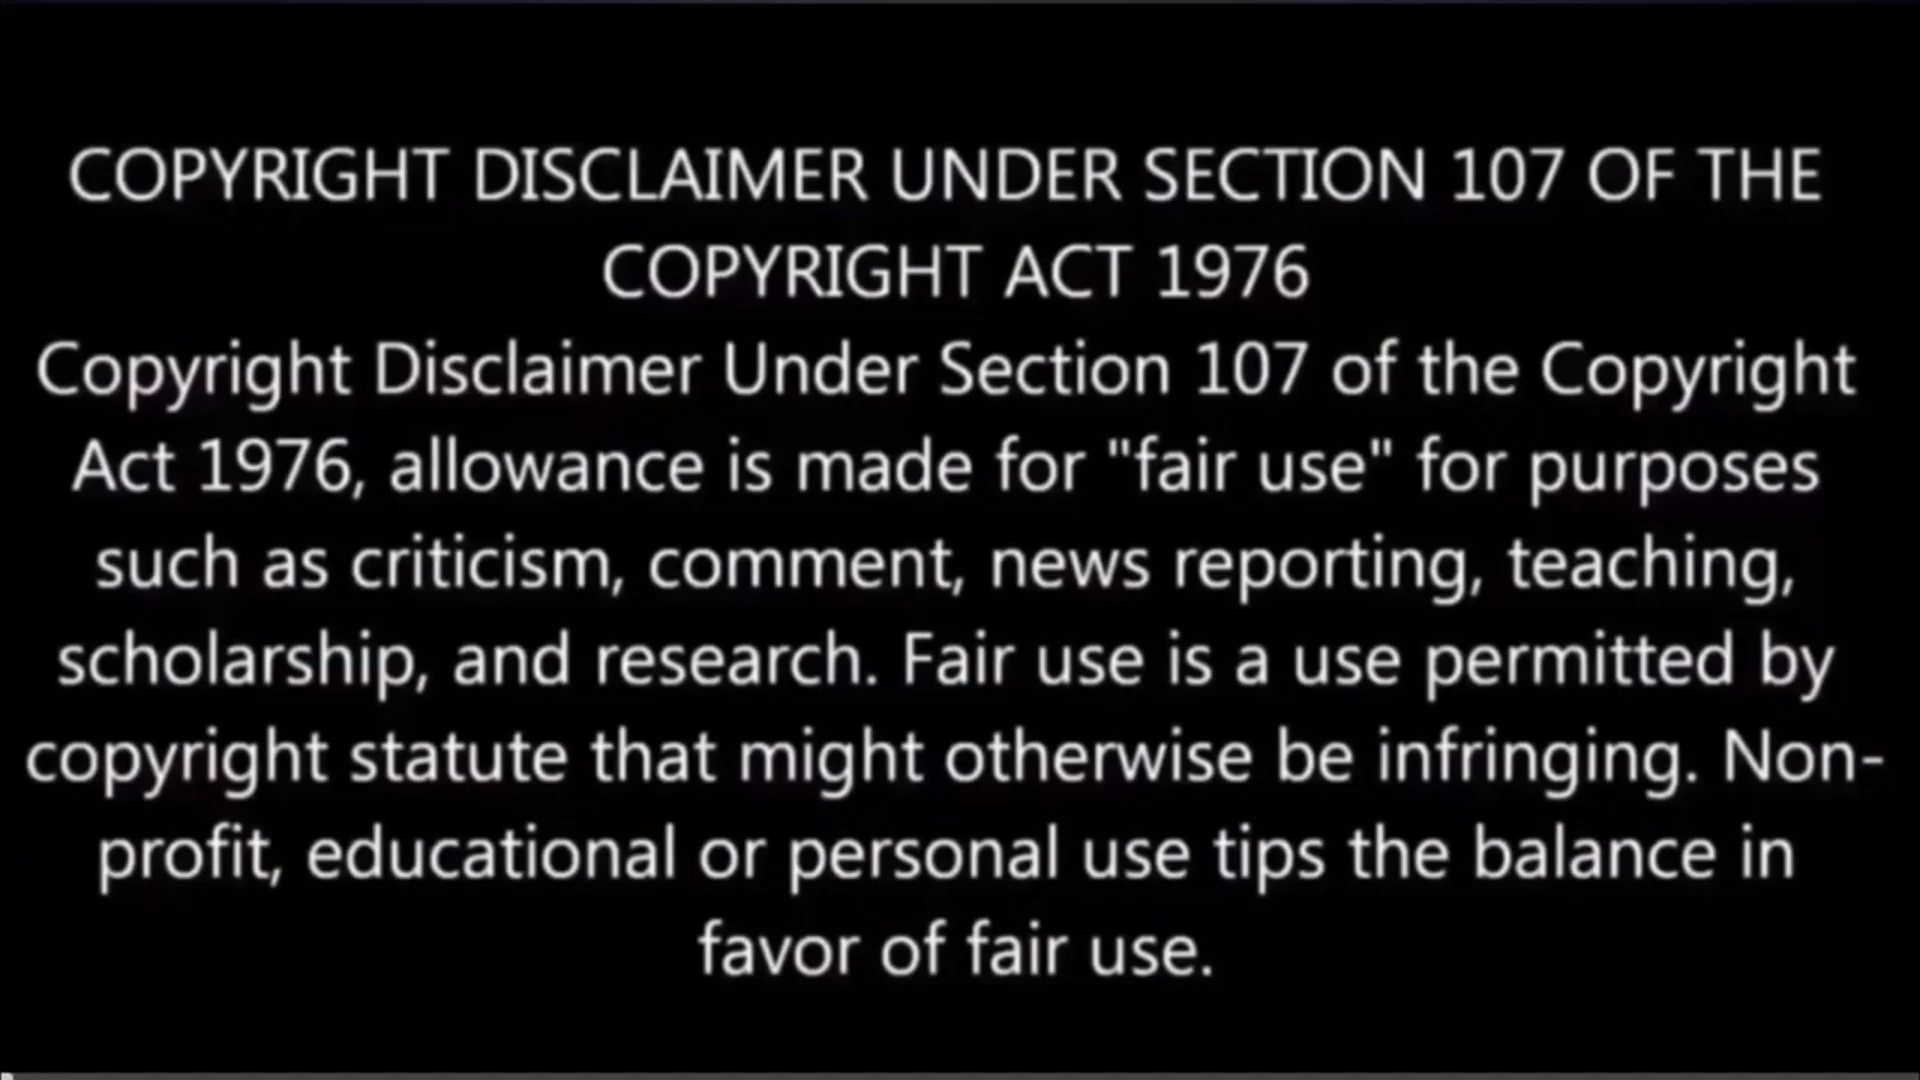 COPYRIGHT DISCLAIMER UNDER SECTION 107 OF THE
COPYRIGHT ACT 1976
Copyright Disclaimer Under Section 107 of the Copyright
Act 1976, allowance is made for "fair use" for purposes
such as criticism, comment, news reporting, teaching,
scholarship, and research. Fair use is a use permitted by
copyright statute that might otherwise be infringing. Non-
profit, educational or personal use tips the balance in
favor of fair use.